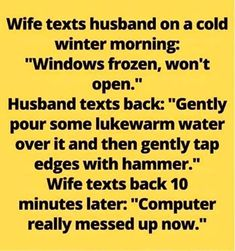 Wife texts husband on a cold
winter morning:
"Windows frozen, won't
open."
Husband texts back: "Gently
pour some lukewarm water
over it and then gently tap
edges with hammer."
Wife texts back 10
minutes later: "Computer
really messed up now."